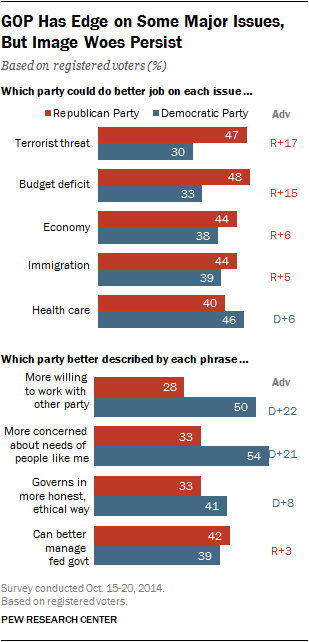 GOP Has Edge on Some Major Issues,
But Image Woes Persist
Based on registered voters (%)
Which party could do better job on each issue ...
Republican Party Democratic Party Adv
Terrorist threat 47 30 R+17
Budget deficit 48 33 R+15
Economy 44 38 R+6
Immigration 44 39 R+5
Health care 40 46 D+6
Which party better described by each phrase ...
Adv
More willing
to work with
other party
28
50
D+22
More concerned
about needs of
people like me
33
54
D+21
Governs in
more honest,
ethical way
33
41
D+8
Can better
manage
fed govt
42
39
R+3
Survey conducted Oct. 15-20, 2014.
Based on registered voters.
PEW RESEARCH CENTER